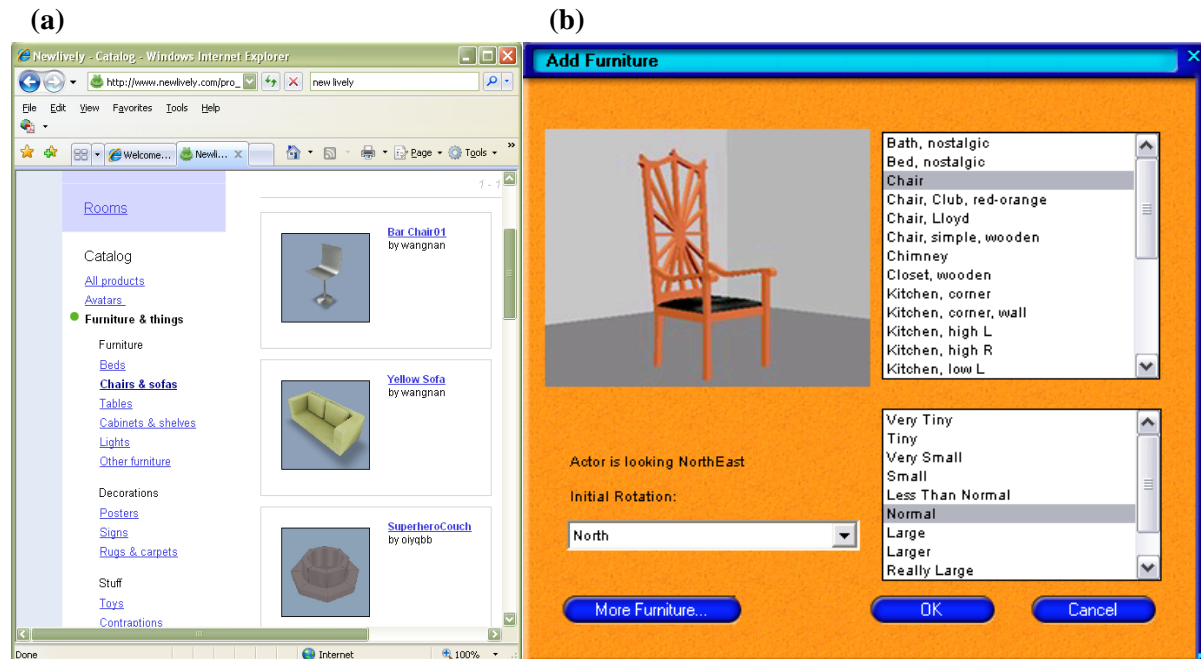 (a)
(b)
Newlively - Catalog - Windows Internet Explorer
http://www.newlively.com/pro_
new lively
File Edit View Favorites Tools Help
Welcome...
Newli...
Page Tools
1 - 1
Rooms
Catalog
All products
Avatars
Furniture & things
Furniture
Beds
Chairs & sofas
Tables
Cabinets & shelves
Lights
Other furniture
Decorations
Posters
Signs
Rugs & carpets
Stuff
Toys
Contraptions
Bar Chair01
by wangnan
Yellow Sofa
by wangnan
SuperheroCouch
by oiyqbb
Done
Internet
100%
Add Furniture
Bath, nostalgic
Bed, nostalgic
Chair
Chair, Club, red-orange
Chair, Lloyd
Chair, simple, wooden
Chimney
Closet, wooden
Kitchen, corner
Kitchen, corner, wall
Kitchen, high L
Kitchen, high R
Kitchen, low L
Actor is looking NorthEast
Initial Rotation:
North
Very Tiny
Tiny
Very Small
Small
Less Than Normal
Normal
Large
Larger
Really Large
More Furniture...
OK
Cancel